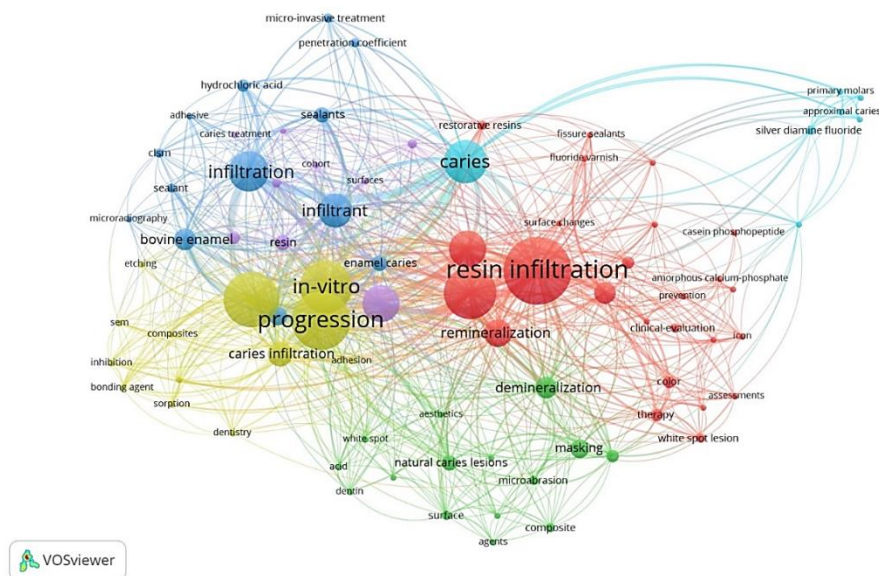 micro-invasive treatment
penetration coefficient
hydrochloric acid
primary molars
approximal caries
adhesive
sealants
restorative resins
silver diamine fluoride
caries treatment
fissure sealants
clsm
cohort
caries
fluoride varnish
infiltration
surfaces
sealant
infiltrant
microradiography
surface changes
casein phosphopeptide
bovine enamel
resin
etching
enamel caries
resin infiltration
amorphous calcium-phosphate
in-vitro
prevention
sem
progression
composites
remineralization
clinical-evaluation
icon
caries infiltration
adhesion
inhibition
bonding agent
demineralization
color
assessments
sorption
aesthetics
therapy
dentistry
white spot
masking
white spot lesion
acid
natural caries lesions
microabrasion
dentin
surface
composite
agents
VOSviewer